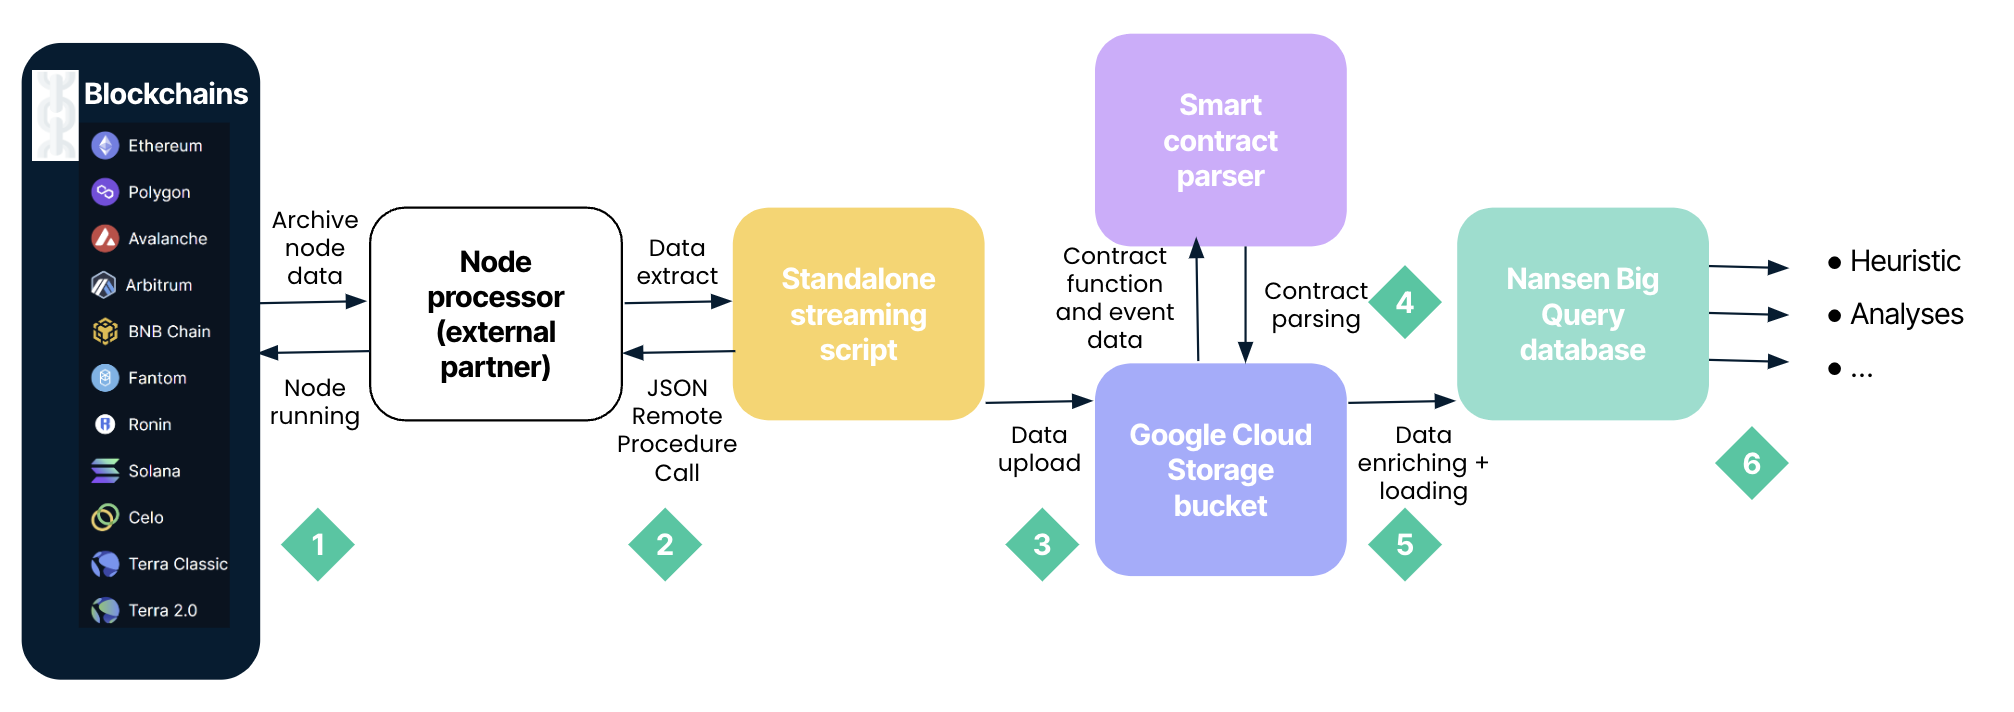 Blockchains
Ethereum
Polygon
Avalanche
Arbitrum
BNB Chain
Fantom
Ronin
Solana
Celo
Terra Classic
Terra 2.0
Archive
node
data
Node
running
1
Node
processor
(external
partner)
Data
extract
JSON
Remote
Procedure
Call
2
Standalone
streaming
script
Data
upload
3
Smart
contract
parser
Contract
function
and event
data
Contract
parsing
4
Google Cloud
Storage
bucket
Data
enriching +
loading
5
Nansen Big
Query
database
6
● Heuristic
● Analyses
● ...